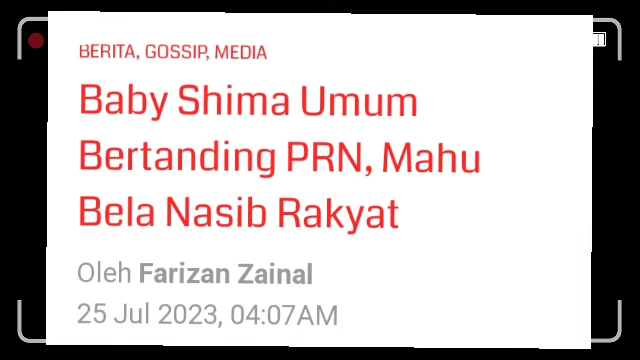 BERITA, GOSSIP, MEDIA
Baby Shima Umum
Bertanding PRN, Mahu
Bela Nasib Rakyat
Oleh Farizan Zainal
25 Jul 2023, 04:07AM